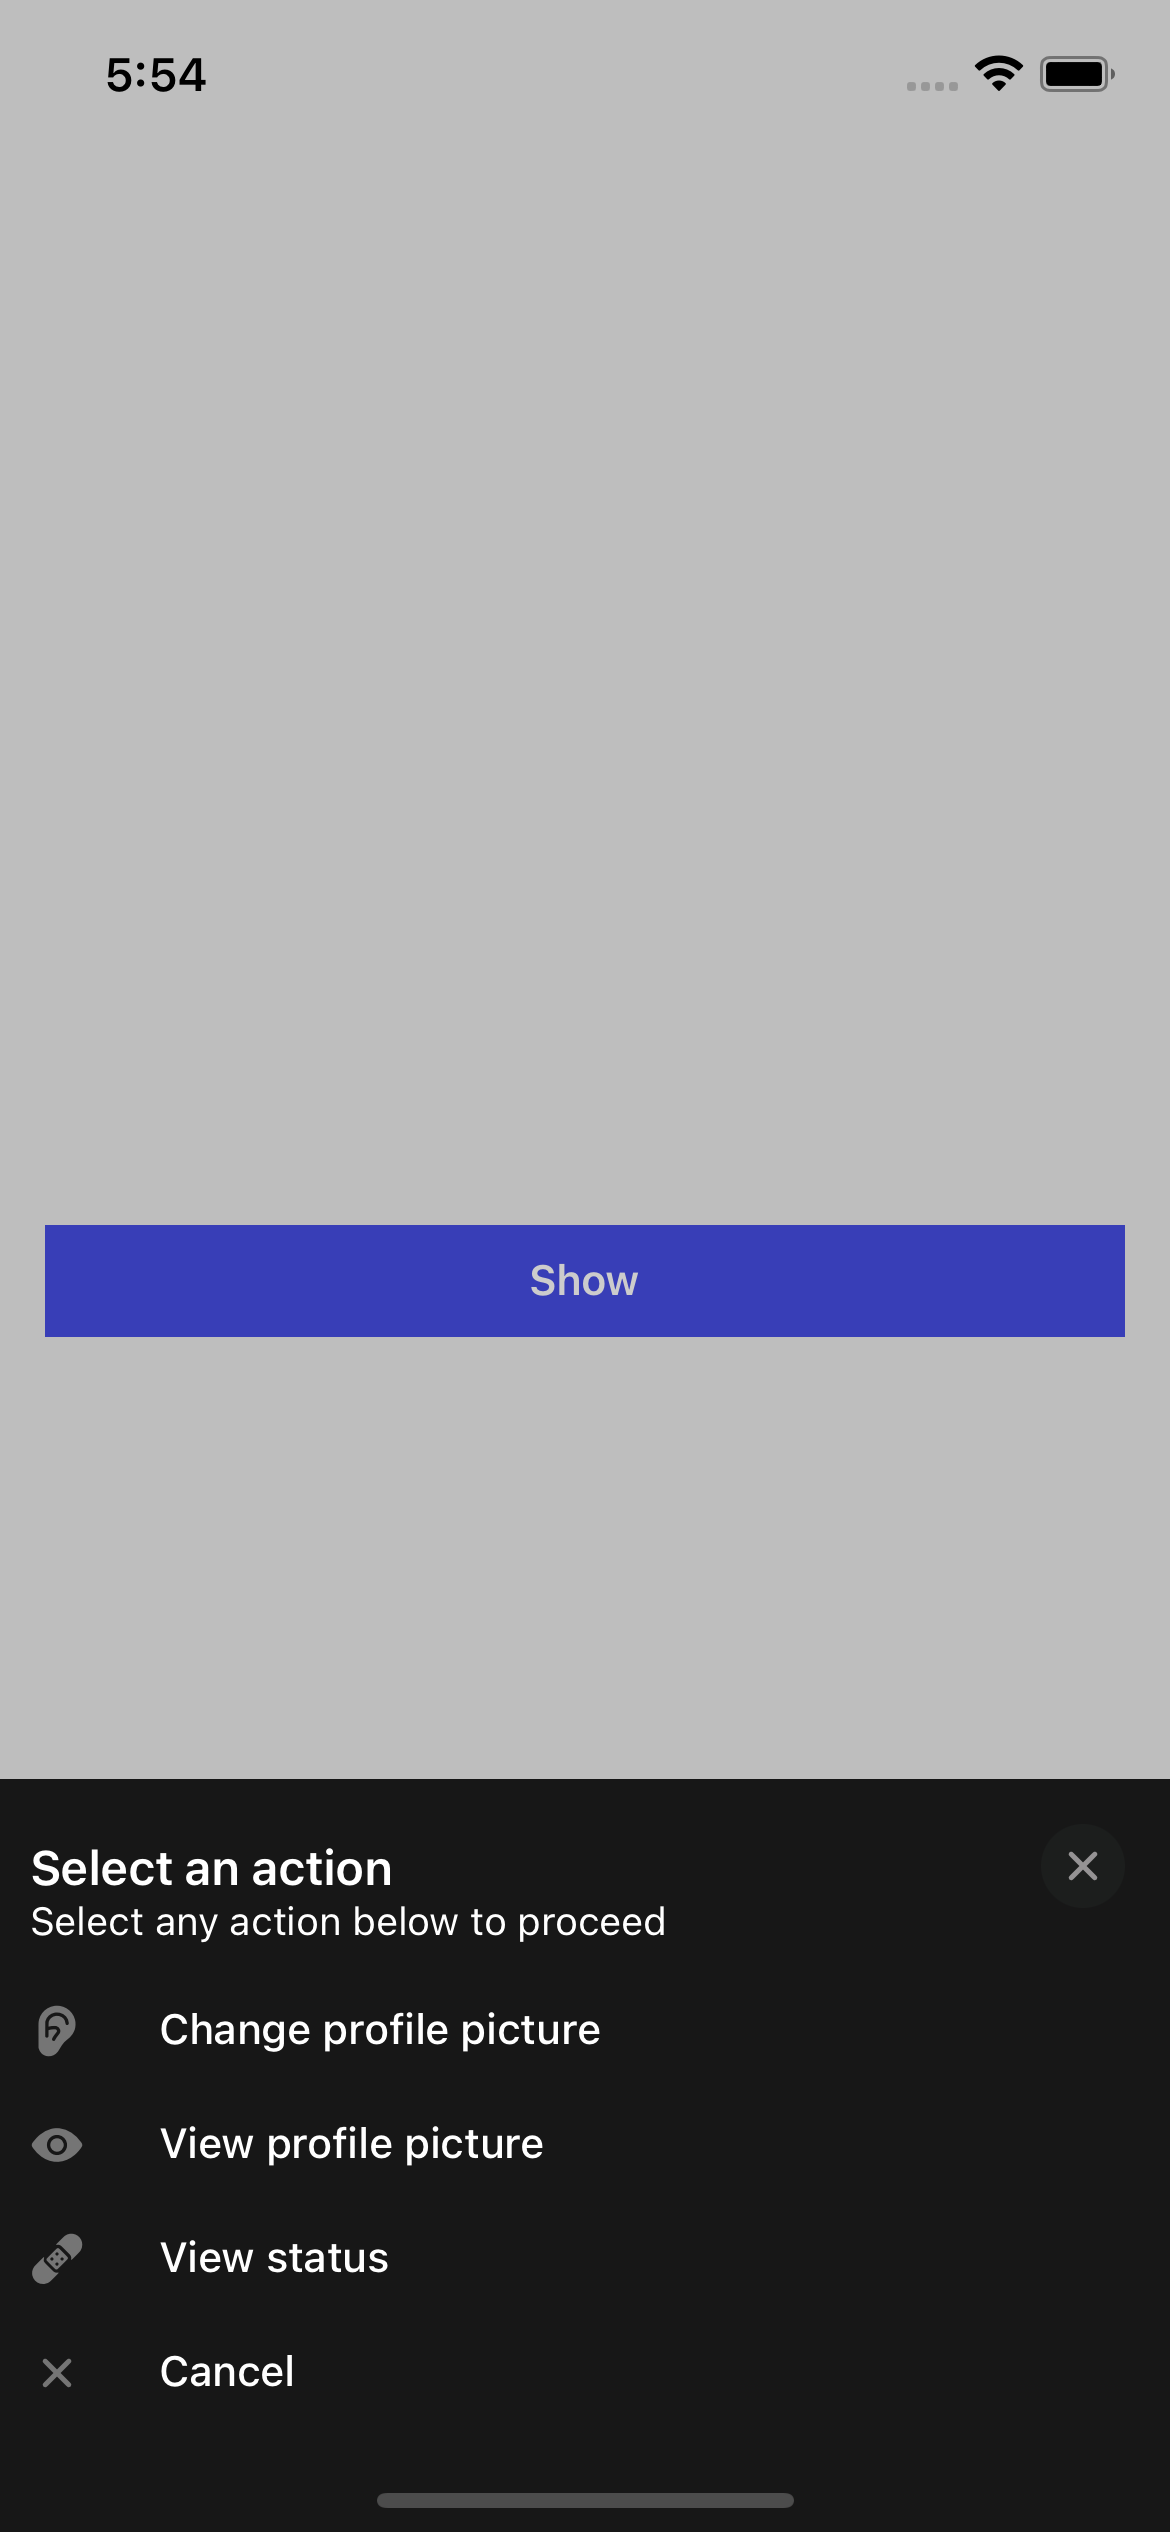 5:54
Show
Select an action
Select any action below to proceed
Change profile picture
View profile picture
View status
Cancel